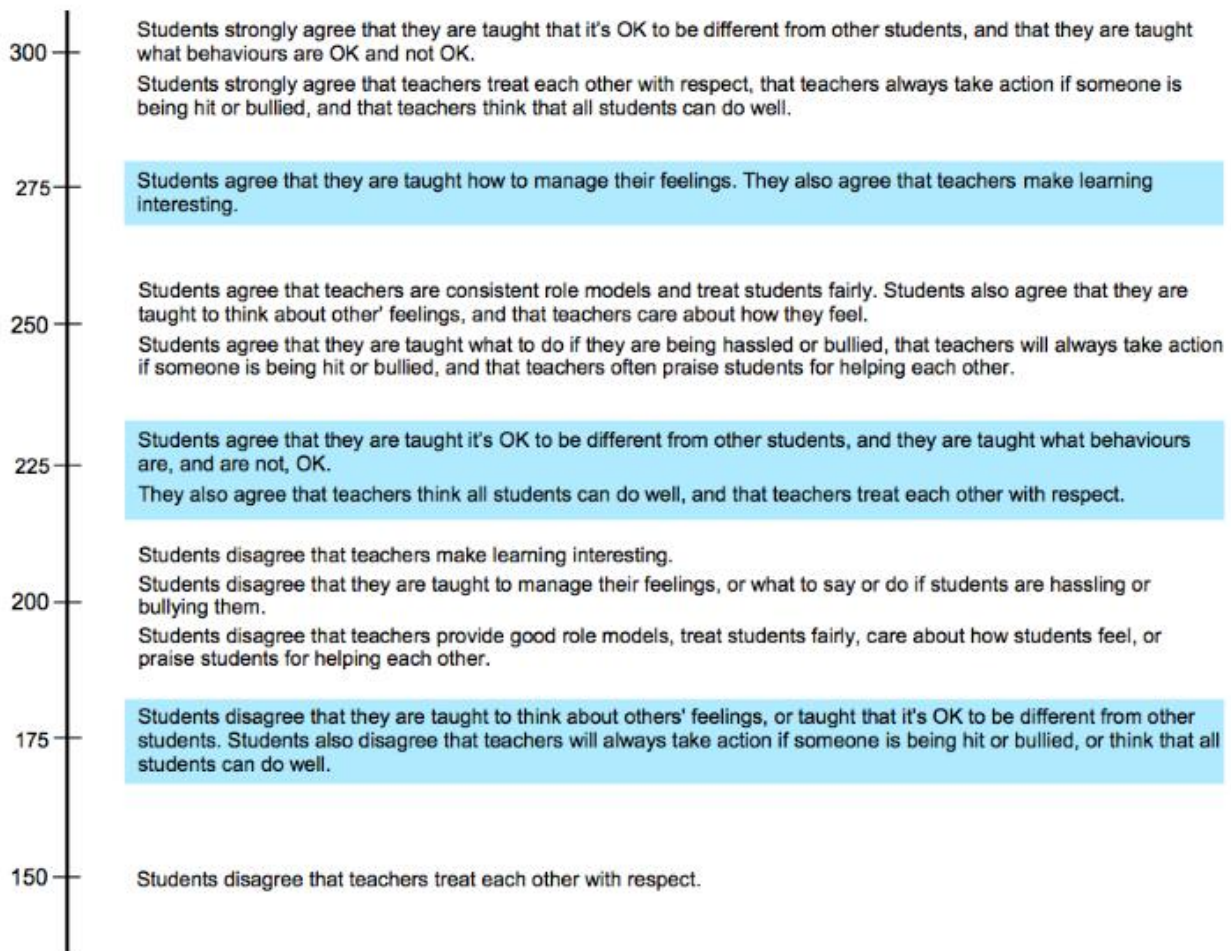 300
Students strongly agree that they are taught that it's OK to be different from other students, and that they are taught
what behaviours are OK and not OK.
Students strongly agree that teachers treat each other with respect, that teachers always take action if someone is
being hit or bullied, and that teachers think that all students can do well.
275
Students agree that they are taught how to manage their feelings. They also agree that teachers make learning
interesting.
250
Students agree that teachers are consistent role models and treat students fairly. Students also agree that they are
taught to think about other' feelings, and that teachers care about how they feel.
Students agree that they are taught what to do if they are being hassled or bullied, that teachers will always take action
if someone is being hit or bullied, and that teachers often praise students for helping each other.
225
Students agree that they are taught it's OK to be different from other students, and they are taught what behaviours
are, and are not, OK.
They also agree that teachers think all students can do well, and that teachers treat each other with respect.
200
Students disagree that teachers make learning interesting.
Students disagree that they are taught to manage their feelings, or what to say or do if students are hassling or
bullying them.
Students disagree that teachers provide good role models, treat students fairly, care about how students feel, or
praise students for helping each other.
175
Students disagree that they are taught to think about others' feelings, or taught that it's OK to be different from other
students. Students also disagree that teachers will always take action if someone is being hit or bullied, or think that all
students can do well.
150
Students disagree that teachers treat each other with respect.